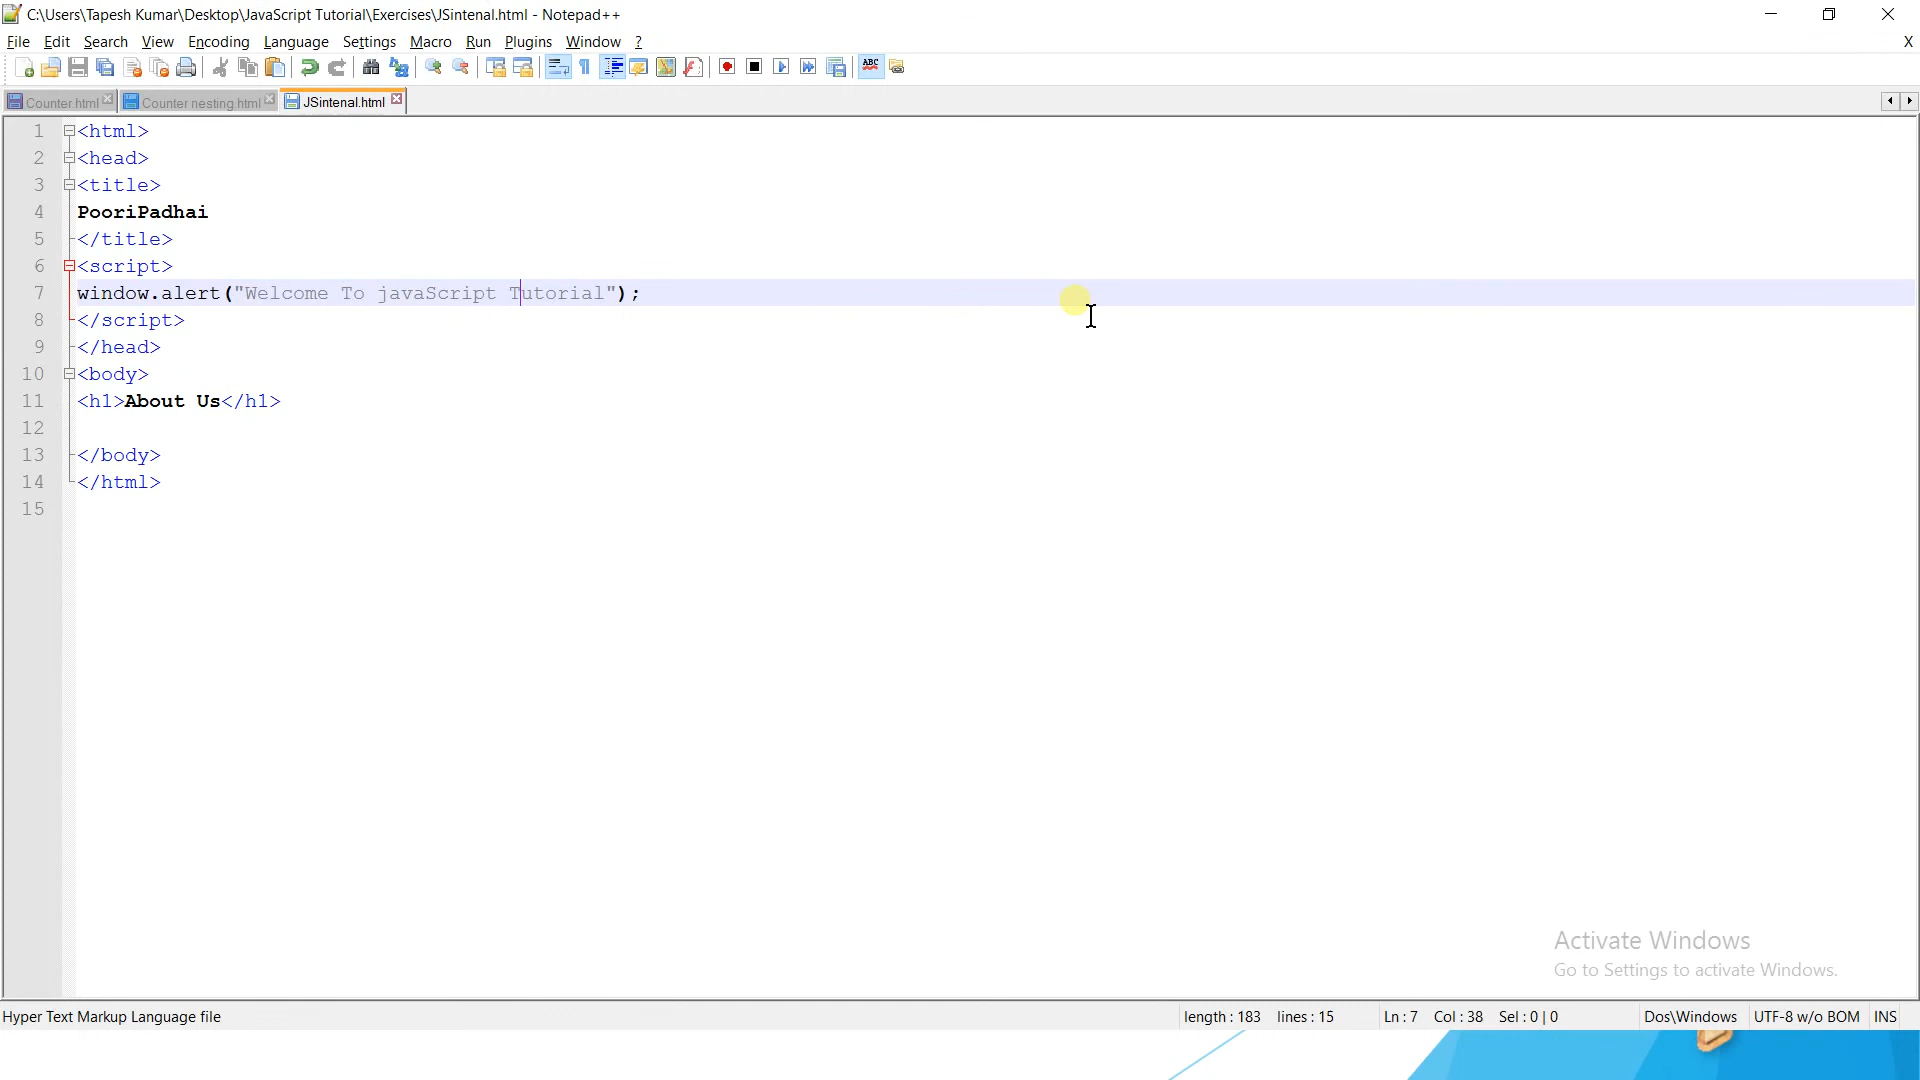 C:\Users\Tapesh Kumar\Desktop\JavaScript Tutorial\Exercises\JSintenal.html - Notepad++
File Edit Search View Encoding Language Settings Macro Run Plugins Window ? X
ABC
Counter.html Counter nesting.html JSintenal.html
1 <html>
2 <head>
3 <title>
4 PooriPadhai
5 </title>
6 <script>
7 window.alert("Welcome To javaScript Tutorial");
8 </script>
9 </head>
10 <body>
11 <h1>About Us</h1>
12
13 </body>
14 </html>
15
Activate Windows
Go to Settings to activate Windows.
Hyper Text Markup Language file length : 183 lines : 15 Ln : 7 Col : 38 Sel : 0 | 0 Dos\Windows UTF-8 w/o BOM INS